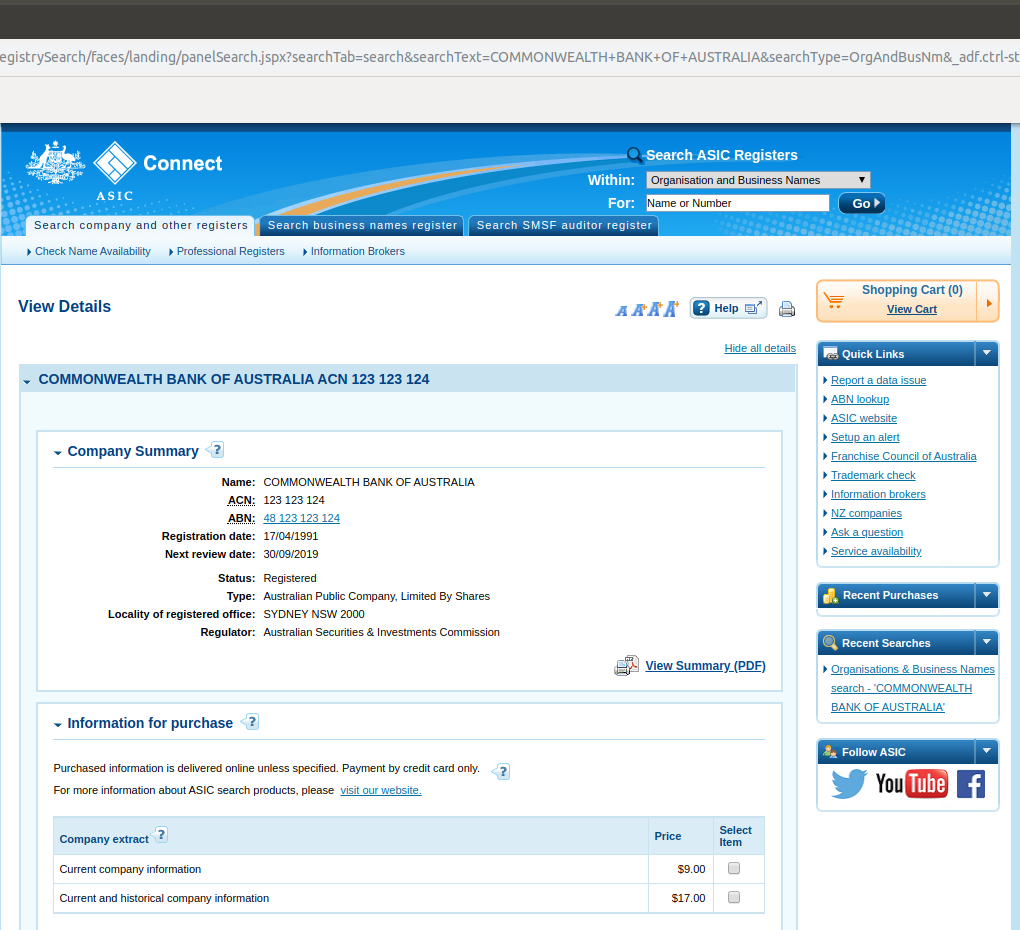 egistrySearch/faces/landing/panelSearch.jspx?searchTab=search&searchText=COMMONWEALTH+BANK+OF+AUSTRALIA&searchType=OrgAndBusNm&_adf.ctrl-st
ASIC
Connect
Search ASIC Registers
Within: Organisation and Business Names
For: Name or Number Go
Search company and other registers Search business names register Search SMSF auditor register
Check Name Availability Professional Registers Information Brokers
View Details
A A+ A+ A+ ? Help
Hide all details
COMMONWEALTH BANK OF AUSTRALIA ACN 123 123 124
Company Summary ?
Name: COMMONWEALTH BANK OF AUSTRALIA
ACN: 123 123 124
ABN: 48 123 123 124
Registration date: 17/04/1991
Next review date: 30/09/2019
Status: Registered
Type: Australian Public Company, Limited By Shares
Locality of registered office: SYDNEY NSW 2000
Regulator: Australian Securities & Investments Commission
View Summary (PDF)
Information for purchase ?
Purchased information is delivered online unless specified. Payment by credit card only. ?
For more information about ASIC search products, please visit our website.
Company extract ? Price Select Item
Current company information $9.00
Current and historical company information $17.00
Shopping Cart (0)
View Cart
Quick Links
Report a data issue
ABN lookup
ASIC website
Setup an alert
Franchise Council of Australia
Trademark check
Information brokers
NZ companies
Ask a question
Service availability
Recent Purchases
Recent Searches
Organisations & Business Names
search - 'COMMONWEALTH
BANK OF AUSTRALIA'
Follow ASIC
YouTube f